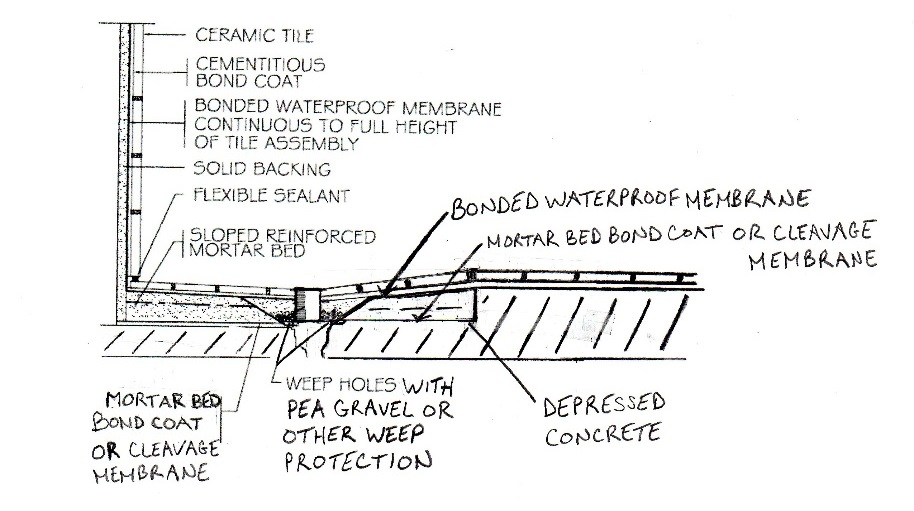 CERAMIC TILE
CEMENTITIOUS
BOND COAT
BONDED WATERPROOF MEMBRANE
CONTINUOUS TO FULL HEIGHT
OF TILE ASSEMBLY
SOLID BACKING
FLEXIBLE SEALANT
SLOPED REINFORCED
MORTAR BED
BONDED WATERPROOF MEMBRANE
MORTAR BED BOND COAT OR CLEAVAGE
MEMBRANE
MORTAR BED
BOND COAT
OR CLEAVAGE
MEMBRANE
WEEP HOLES WITH
PEA GRAVEL OR
OTHER WEEP
PROTECTION
DEPRESSED
CONCRETE